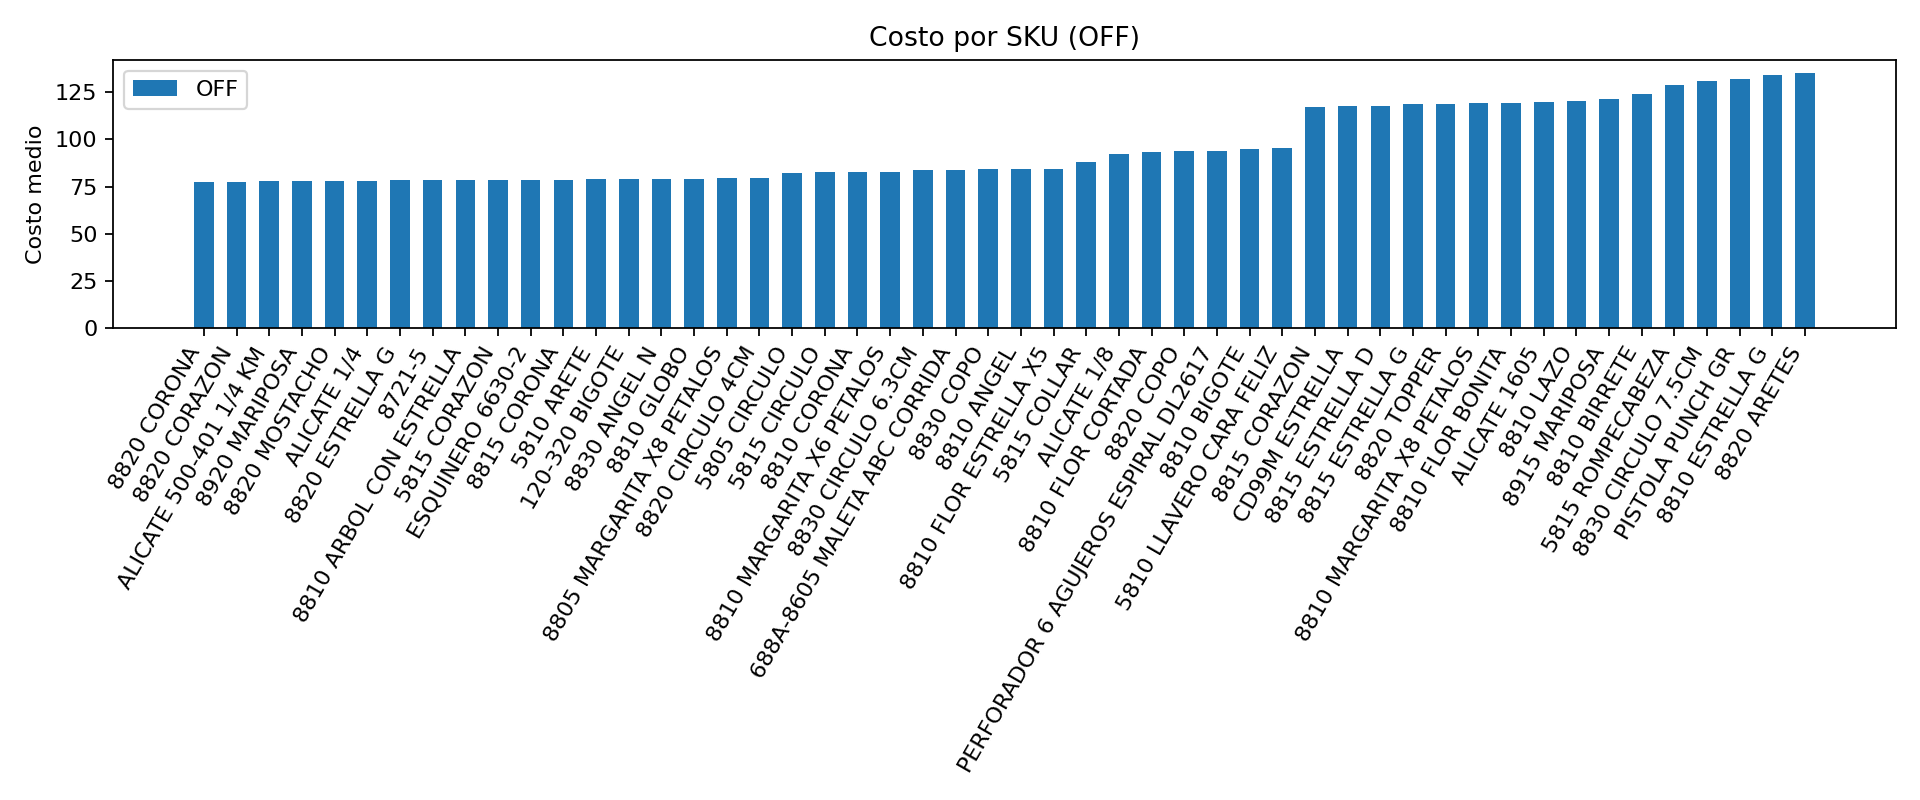 Costo por SKU (OFF)
OFF
Costo medio
125
100
75
50
25
0
8820 CORONA
8820 CORAZON
ALICATE 500-401 1/4 KM
8920 MARIPOSA
8820 MOSTACHO
ALICATE 1/4
8820 ESTRELLA G
8721-5
8810 ARBOL CON ESTRELLA
5815 CORAZON
ESQUINERO 6630-2
8815 CORONA
5810 ARETE
120-320 BIGOTE
8830 ANGEL N
8810 GLOBO
8805 MARGARITA X8 PETALOS
8820 CIRCULO 4CM
5805 CIRCULO
5815 CIRCULO
8810 CORONA
8810 MARGARITA X6 PETALOS
8830 CIRCULO 6.3CM
688A-8605 MALETA ABC CORRIDA
8830 COPO
8810 ANGEL
8810 FLOR ESTRELLA X5
5815 COLLAR
ALICATE 1/8
8810 FLOR CORTADA
8820 COPO
PERFORADOR 6 AGUJEROS ESPIRAL DL2617
8810 BIGOTE
5810 LLAVERO CARA FELIZ
8815 CORAZON
CD99M ESTRELLA
8815 ESTRELLA D
8815 ESTRELLA G
8820 TOPPER
8810 MARGARITA X8 PETALOS
8810 FLOR BONITA
ALICATE 1605
8810 LAZO
8915 MARIPOSA
8810 BIRRETE
5815 ROMPECABEZA
8830 CIRCULO 7.5CM
PISTOLA PUNCH GR
8810 ESTRELLA G
8820 ARETES